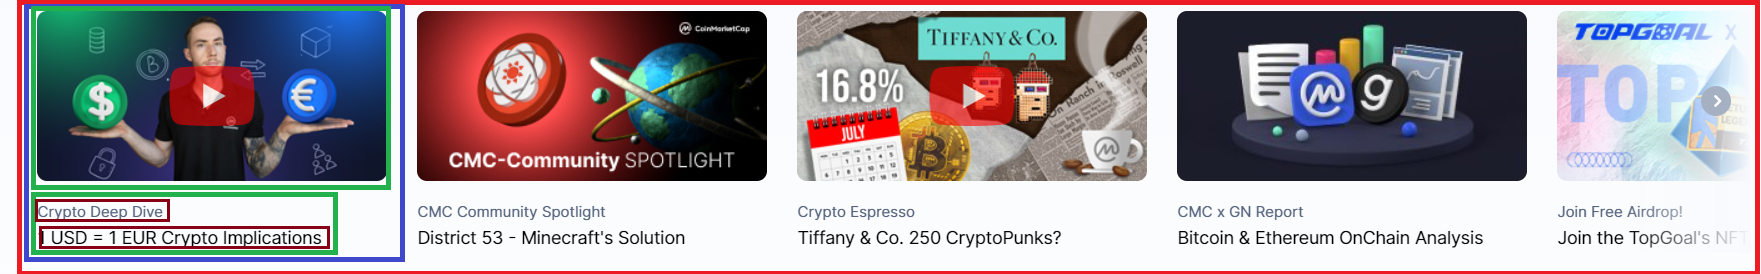 CoinMarketCap
CMC-Community SPOTLIGHT
TIFFANY & CO.
16.8%
JULY
TOPGOAL X
TOP
Crypto Deep Dive
1 USD = 1 EUR Crypto Implications
CMC Community Spotlight
District 53 - Minecraft's Solution
Crypto Espresso
Tiffany & Co. 250 CryptoPunks?
CMC x GN Report
Bitcoin & Ethereum OnChain Analysis
Join Free Airdrop!
Join the TopGoal's NFT